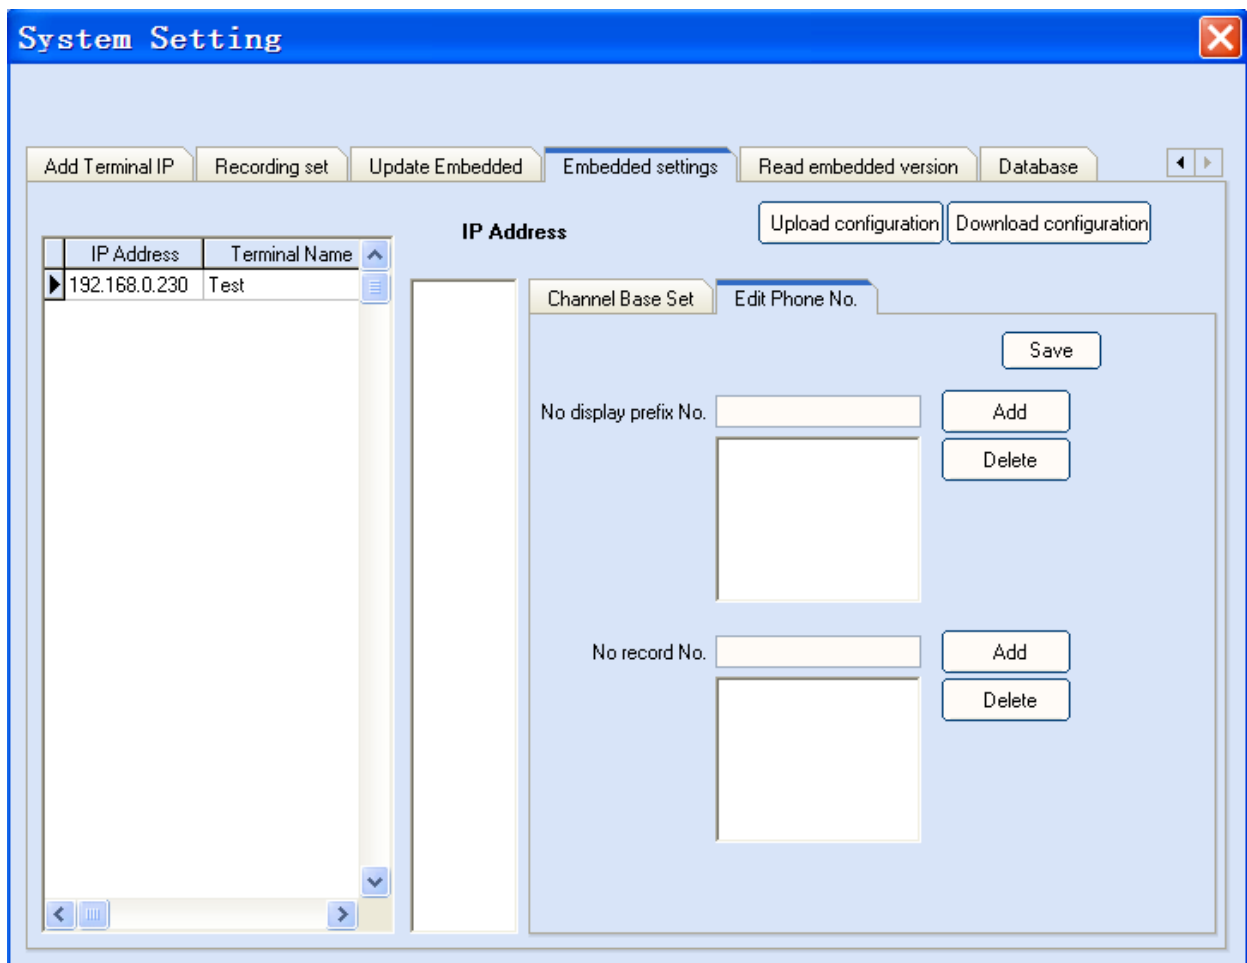 System Setting
Add Terminal IP Recording set Update Embedded Embedded settings Read embedded version Database
IP Address Upload configuration Download configuration
IP Address Terminal Name
192.168.0.230 Test
Channel Base Set Edit Phone No.
Save
No display prefix No. Add
Delete
No record No. Add
Delete